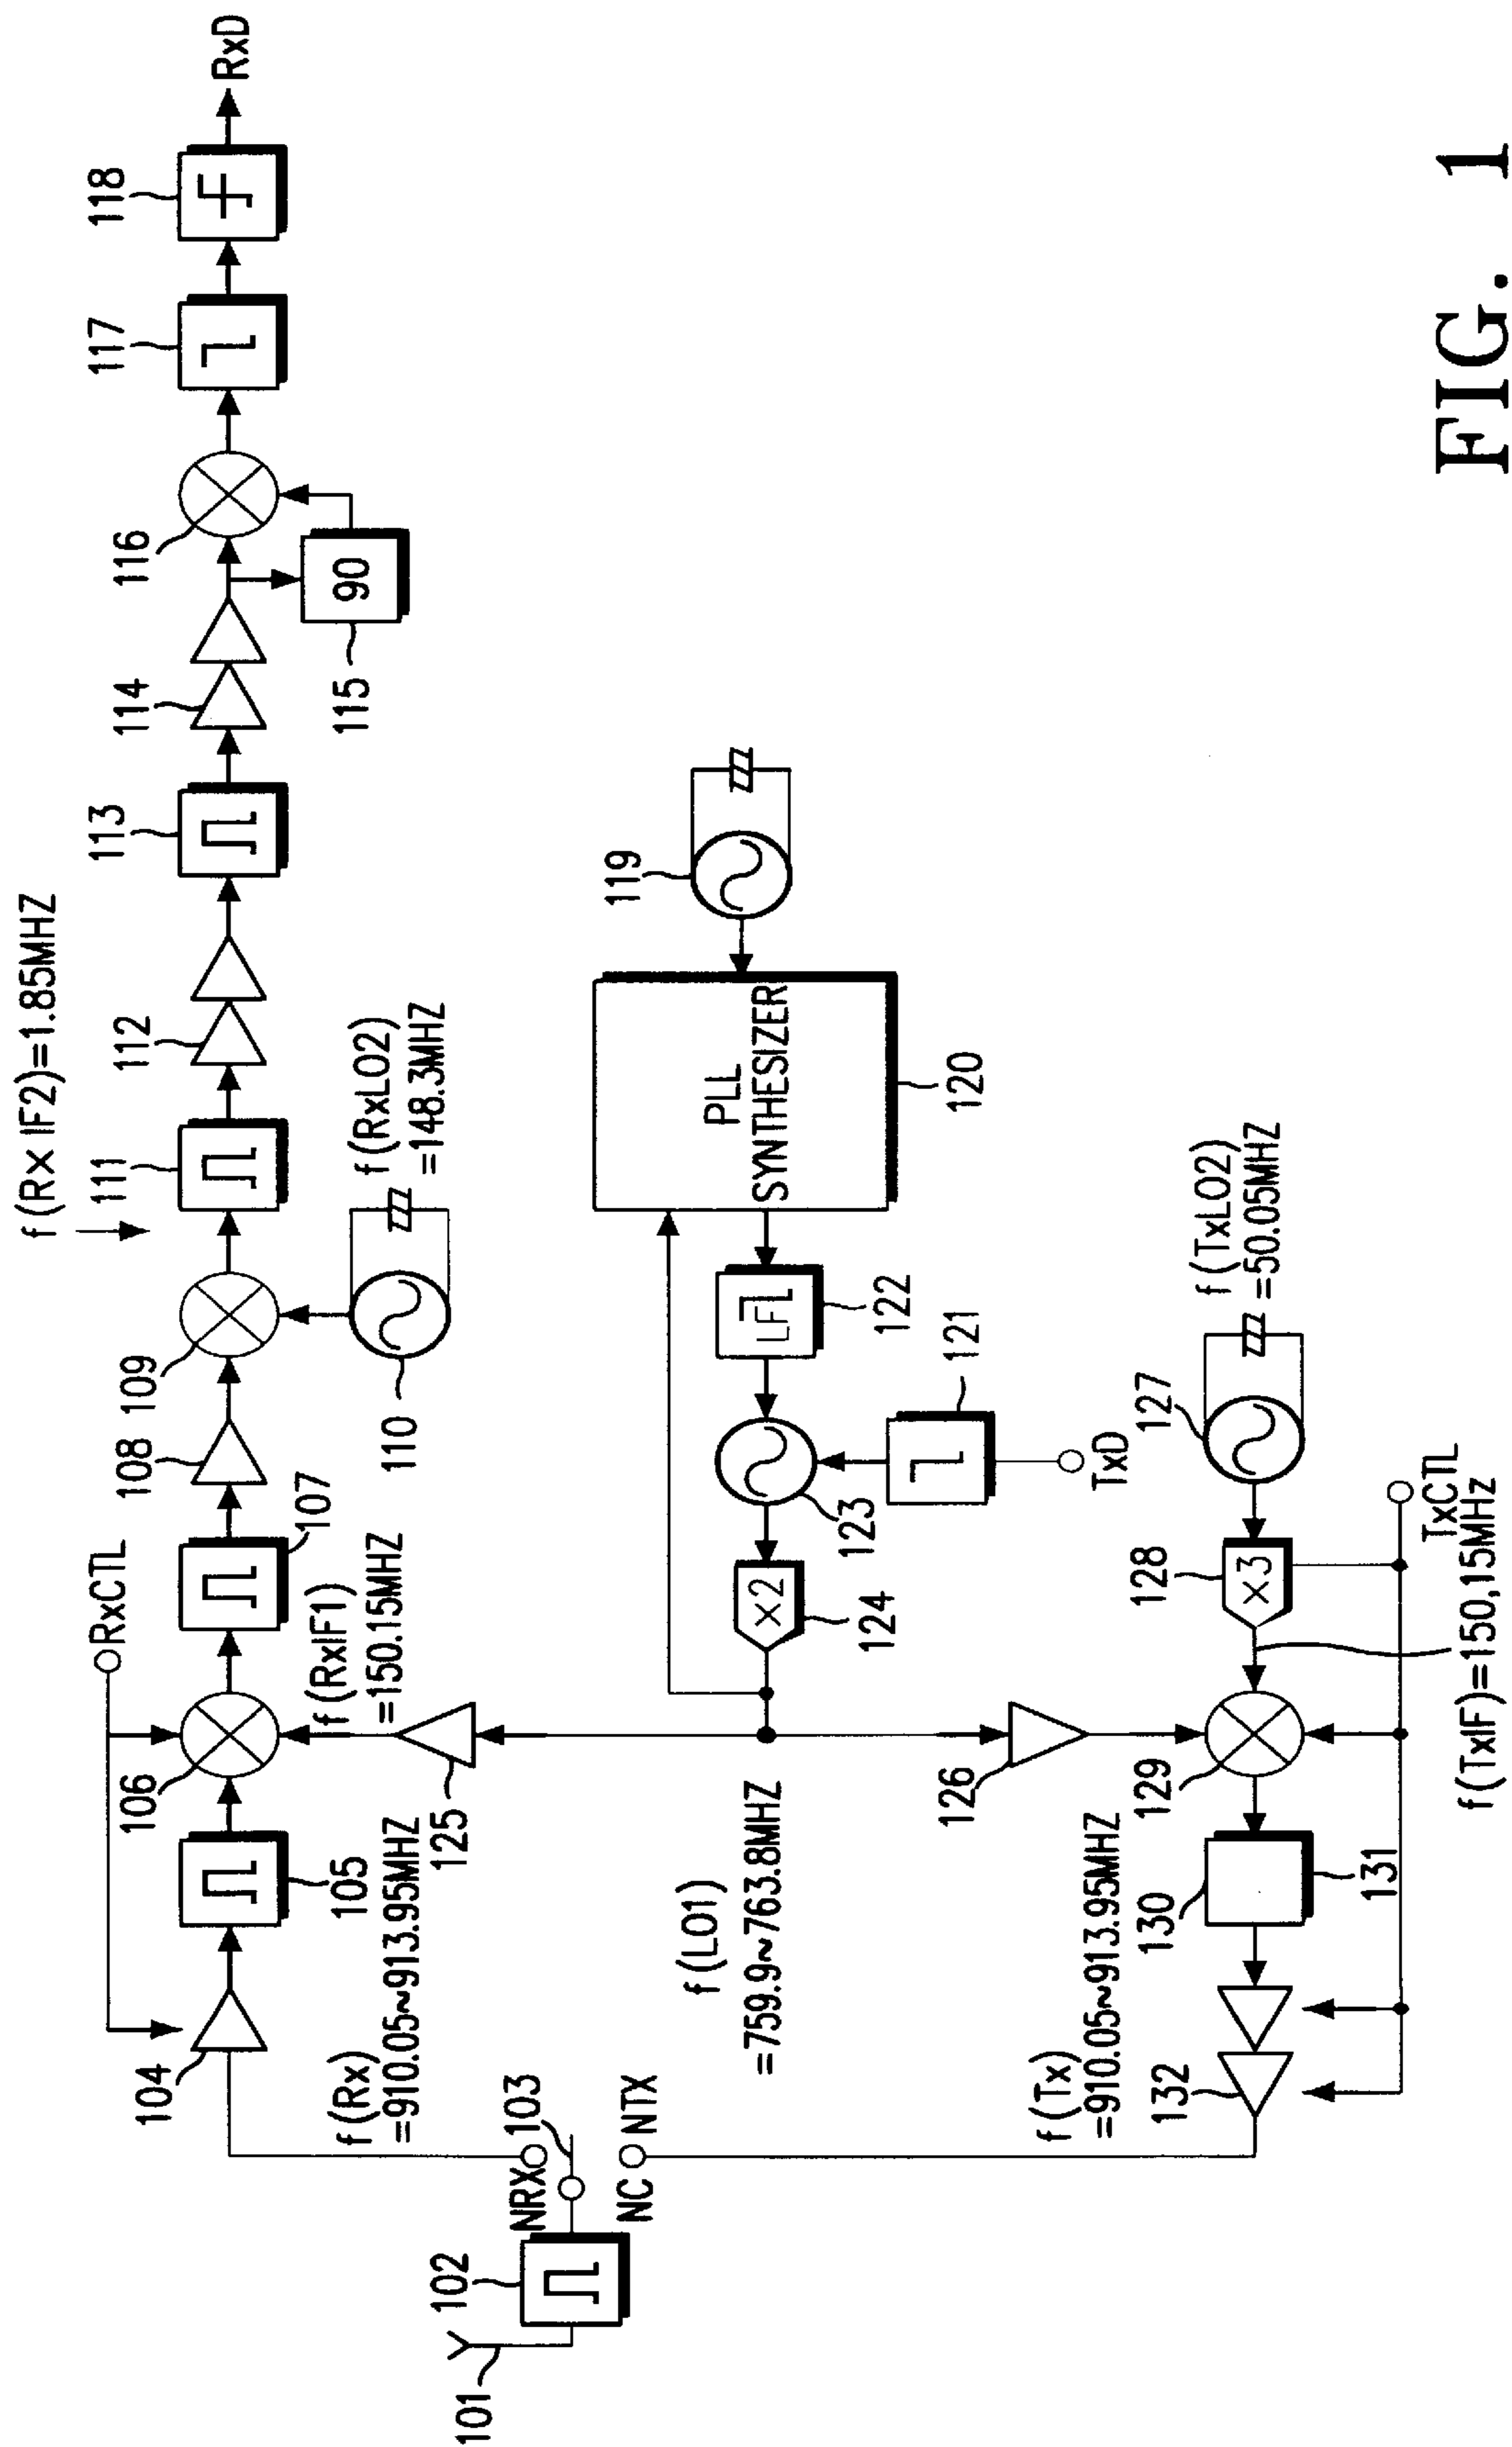 f(Rx IF2)=1.85MHZ
RxCTL
104
105
106
107
108
109
111
112
113
114
116
117
118
RxD
90
115
f(Rx)
=910.05~913.95MHZ
125
f(RxIF1)
=150.15MHZ
110
f(RxLO2)
=148.3MHZ
101
102
NRX
103
NC
NTX
f(LO1)
=759.9~763.8MHZ
×2
124
123
LF
122
121
TxD
PLL
SYNTHESIZER
120
119
f(Tx)
=910.05~913.95MHZ
126
132
130
131
129
×3
128
127
f(TxLO2)
=50.05MHZ
TxCTL
f(TxIF)=150,15MHz
FIG. 1